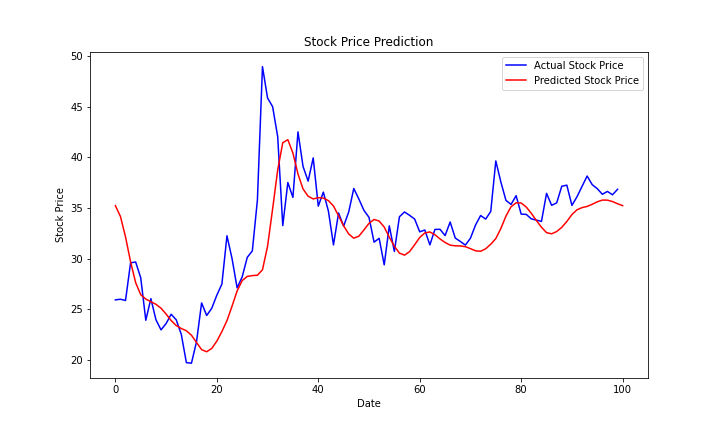 Stock Price Prediction
Actual Stock Price
Predicted Stock Price
50
45
40
35
30
25
20
Stock Price
0
20
40
60
80
100
Date